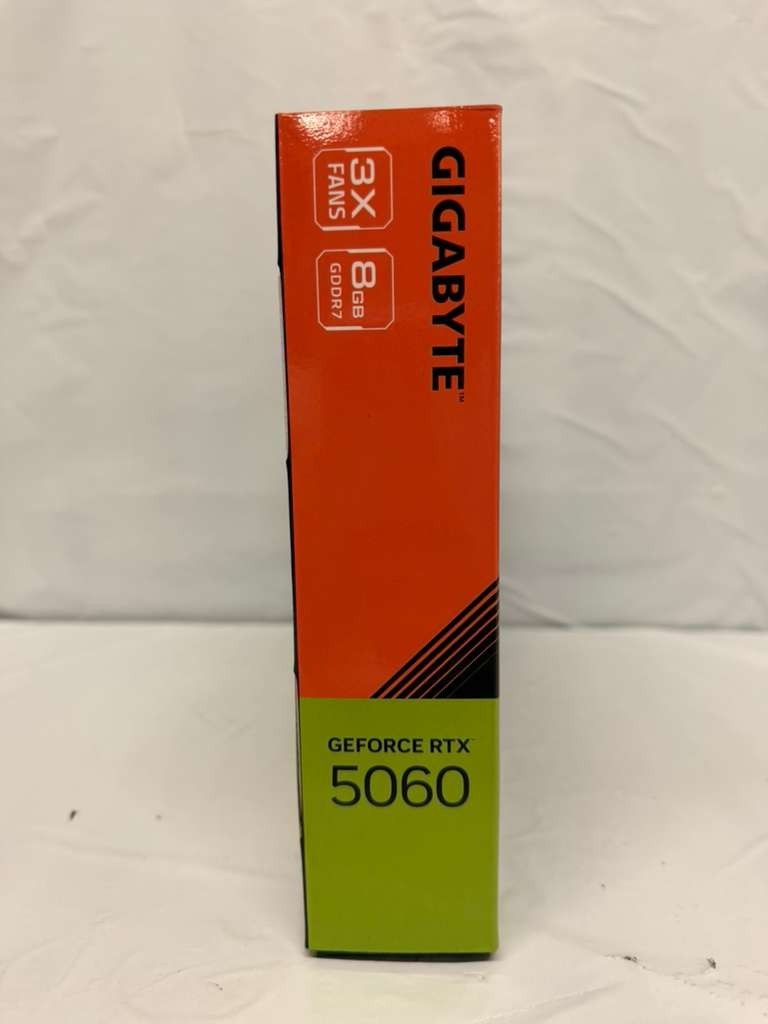 GIGABYTE™
3X
FANS
8GB
GDDR7
GEFORCE RTX™
5060